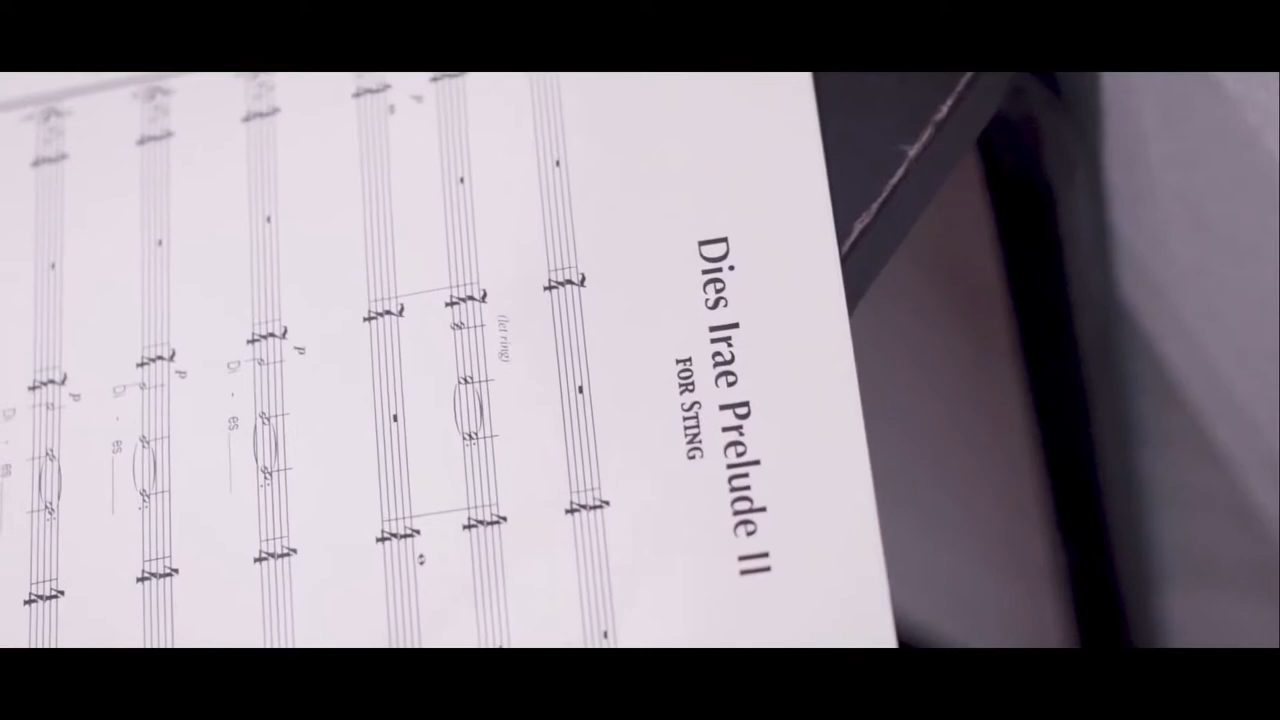 Dies Irae Prelude II
FOR STING
(let ring)
p
p
Di - es
p
Di - es
p
Di - es